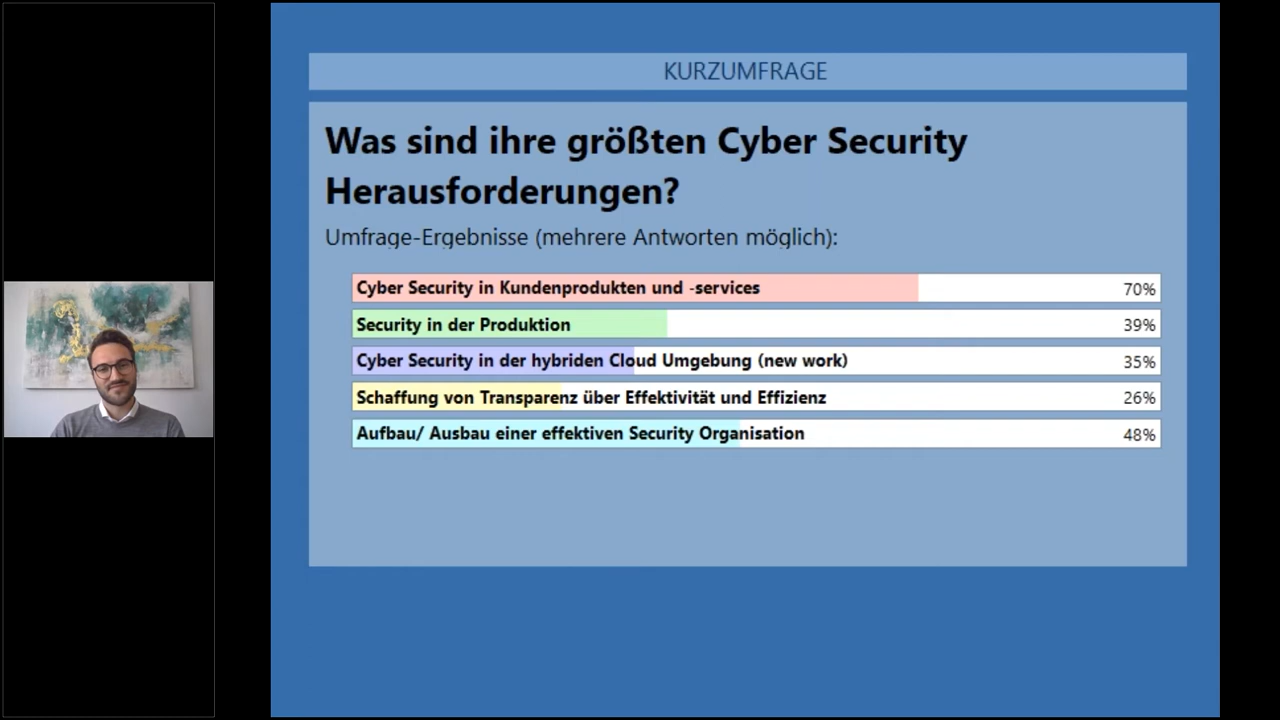 KURZUMFRAGE
Was sind ihre größten Cyber Security
Herausforderungen?
Umfrage-Ergebnisse (mehrere Antworten möglich):
Cyber Security in Kundenprodukten und -services 70%
Security in der Produktion 39%
Cyber Security in der hybriden Cloud Umgebung (new work) 35%
Schaffung von Transparenz über Effektivität und Effizienz 26%
Aufbau/ Ausbau einer effektiven Security Organisation 48%